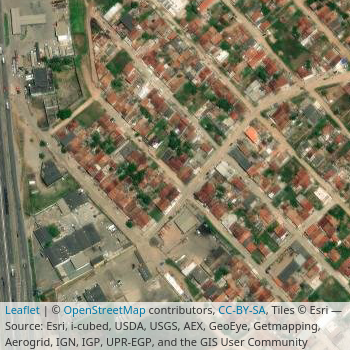 Leaflet | © OpenStreetMap contributors, CC-BY-SA, Tiles © Esri —
Source: Esri, i-cubed, USDA, USGS, AEX, GeoEye, Getmapping,
Aerogrid, IGN, IGP, UPR-EGP, and the GIS User Community